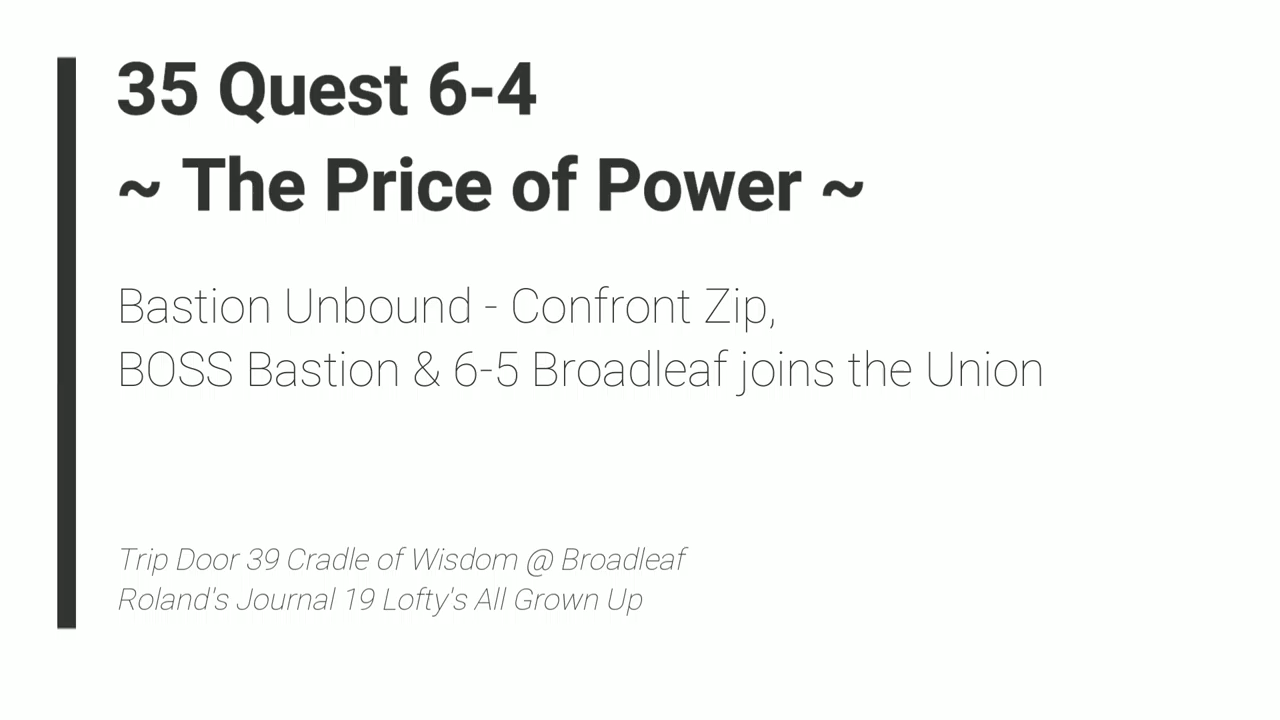 35 Quest 6-4
~ The Price of Power ~
Bastion Unbound - Confront Zip,
BOSS Bastion & 6-5 Broadleaf joins the Union
Trip Door 39 Cradle of Wisdom @ Broadleaf
Roland's Journal 19 Lofty's All Grown Up